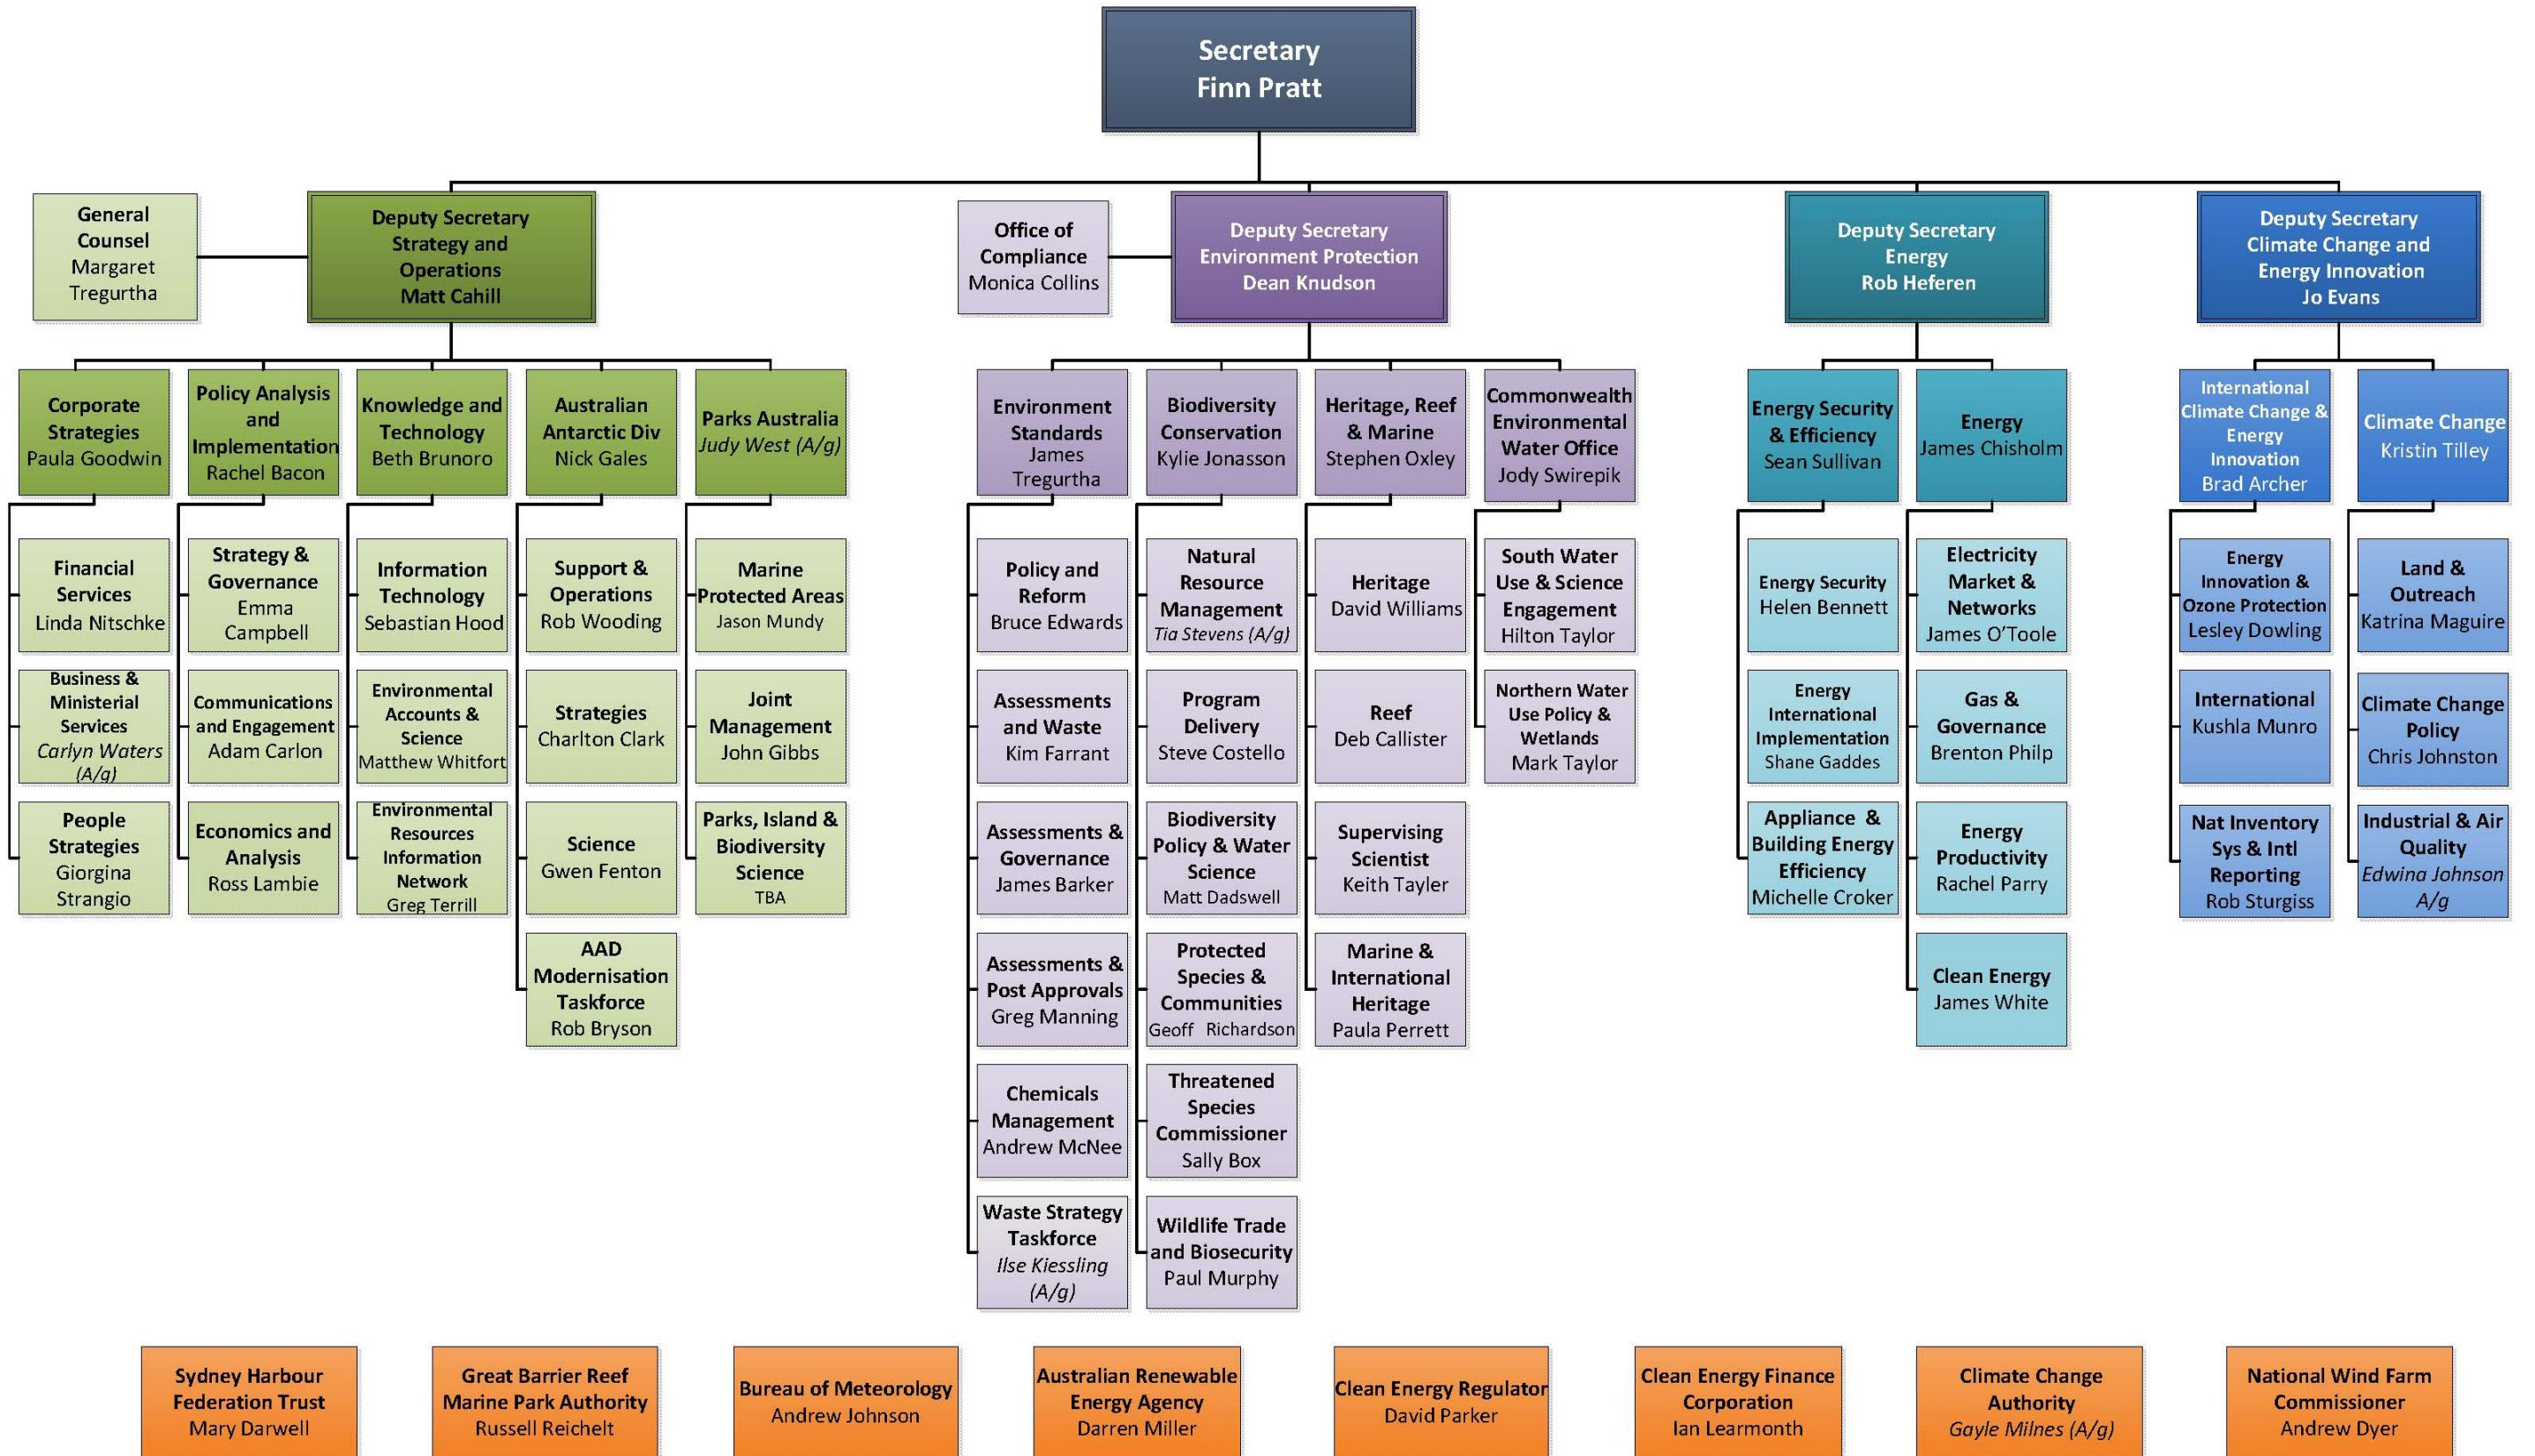 Secretary
Finn Pratt
General
Counsel
Margaret
Tregurtha
Deputy Secretary
Strategy and
Operations
Matt Cahill
Office of
Compliance
Monica Collins
Deputy Secretary
Environment Protection
Dean Knudson
Deputy Secretary
Energy
Rob Heferen
Deputy Secretary
Climate Change and
Energy Innovation
Jo Evans
Corporate
Strategies
Paula Goodwin
Policy Analysis
and
Implementation
Rachel Bacon
Knowledge and
Technology
Beth Brunoro
Australian
Antarctic Div
Nick Gales
Parks Australia
Judy West (A/g)
Environment
Standards
James
Tregurtha
Biodiversity
Conservation
Kylie Jonasson
Heritage, Reef
& Marine
Stephen Oxley
Commonwealth
Environmental
Water Office
Jody Swirepik
Energy Security
& Efficiency
Sean Sullivan
Energy
James Chisholm
International
Climate Change &
Energy
Innovation
Brad Archer
Climate Change
Kristin Tilley
Financial
Services
Linda Nitschke
Strategy &
Governance
Emma
Campbell
Information
Technology
Sebastian Hood
Support &
Operations
Rob Wooding
Marine
Protected Areas
Jason Mundy
Policy and
Reform
Bruce Edwards
Natural
Resource
Management
Tia Stevens (A/g)
Heritage
David Williams
South Water
Use & Science
Engagement
Hilton Taylor
Energy Security
Helen Bennett
Electricity
Market &
Networks
James O'Toole
Energy
Innovation &
Ozone Protection
Lesley Dowling
Land &
Outreach
Katrina Maguire
Business &
Ministerial
Services
Carlyn Waters
(A/g)
Communications
and Engagement
Adam Carlon
Environmental
Accounts &
Science
Matthew Whitfort
Strategies
Charlton Clark
Joint
Management
John Gibbs
Assessments
and Waste
Kim Farrant
Program
Delivery
Steve Costello
Reef
Deb Callister
Northern Water
Use Policy &
Wetlands
Mark Taylor
Energy
International
Implementation
Shane Gaddes
Gas &
Governance
Brenton Philp
International
Kushla Munro
Climate Change
Policy
Chris Johnston
People
Strategies
Giorgina
Strangio
Economics and
Analysis
Ross Lambie
Environmental
Resources
Information
Network
Greg Terrill
Science
Gwen Fenton
Parks, Island &
Biodiversity
Science
TBA
Assessments &
Governance
James Barker
Biodiversity
Policy & Water
Science
Matt Dadswell
Supervising
Scientist
Keith Tayler
Appliance &
Building Energy
Efficiency
Michelle Croker
Energy
Productivity
Rachel Parry
Nat Inventory
Sys & Intl
Reporting
Rob Sturgiss
Industrial & Air
Quality
Edwina Johnson
A/g
AAD
Modernisation
Taskforce
Rob Bryson
Assessments &
Post Approvals
Greg Manning
Protected
Species &
Communities
Geoff Richardson
Marine &
International
Heritage
Paula Perrett
Clean Energy
James White
Chemicals
Management
Andrew McNee
Threatened
Species
Commissioner
Sally Box
Waste Strategy
Taskforce
Ilse Kiessling
(A/g)
Wildlife Trade
and Biosecurity
Paul Murphy
Sydney Harbour
Federation Trust
Mary Darwell
Great Barrier Reef
Marine Park Authority
Russell Reichelt
Bureau of Meteorology
Andrew Johnson
Australian Renewable
Energy Agency
Darren Miller
Clean Energy Regulator
David Parker
Clean Energy Finance
Corporation
Ian Learmonth
Climate Change
Authority
Gayle Milnes (A/g)
National Wind Farm
Commissioner
Andrew Dyer